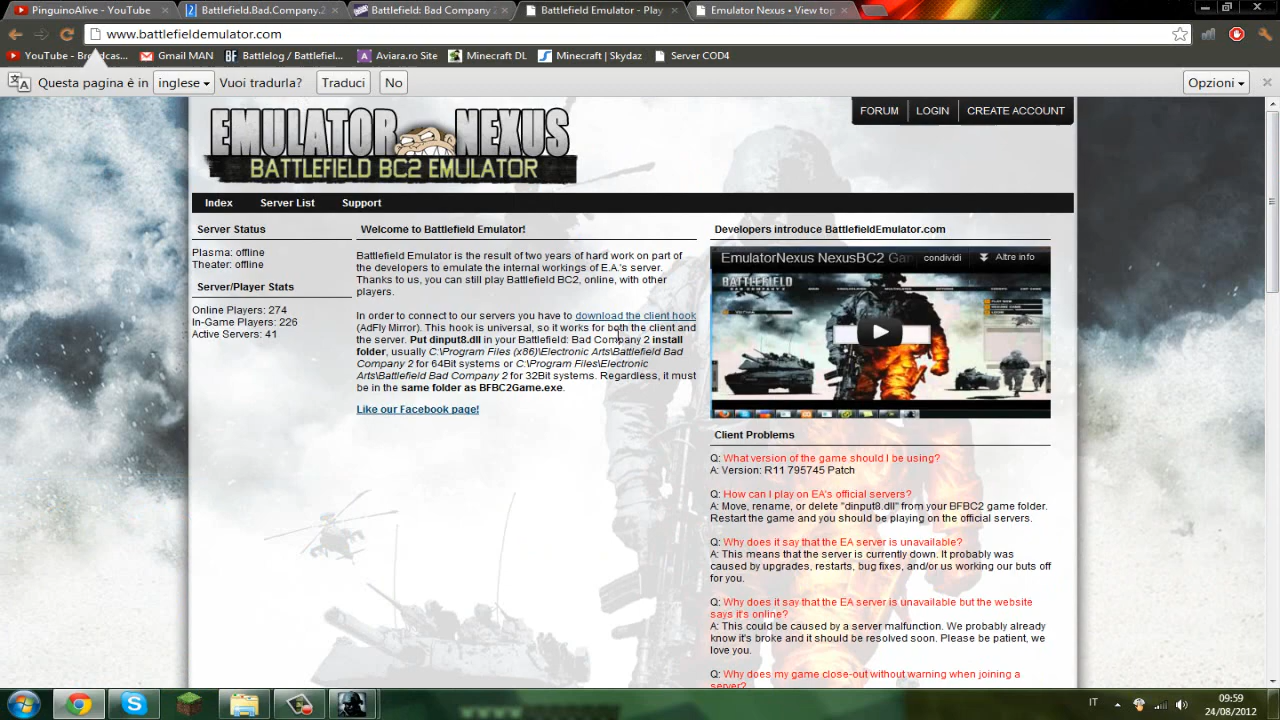 PinguinoAlive - YouTube
Battlefield.Bad.Company.2
Battlefield: Bad Company 2
Battlefield Emulator - Play
Emulator Nexus • View top
www.battlefieldemulator.com
YouTube - Broadcas...
Gmail MAN
Battlelog / Battlefiel...
Aviara.ro Site
Minecraft DL
Minecraft | Skydaz
Server COD4
Questa pagina è in
inglese
Vuoi tradurla?
Traduci
No
Opzioni
EMULATOR NEXUS
BATTLEFIELD BC2 EMULATOR
FORUM
LOGIN
CREATE ACCOUNT
Index
Server List
Support
Server Status
Plasma: offline
Theater: offline
Server/Player Stats
Online Players: 274
In-Game Players: 226
Active Servers: 41
Welcome to Battlefield Emulator!
Battlefield Emulator is the result of two years of hard work on part of
the developers to emulate the internal workings of E.A.'s server.
Thanks to us, you can still play Battlefield BC2, online, with other
players.
In order to connect to our servers you have to download the client hook
(AdFly Mirror). This hook is universal, so it works for both the client and
the server. Put dinput8.dll in your Battlefield: Bad Company 2 install
folder, usually C:\Program Files (x86)\Electronic Arts\Battlefield Bad
Company 2 for 64Bit systems or C:\Program Files\Electronic
Arts\Battlefield Bad Company 2 for 32Bit systems. Regardless, it must
be in the same folder as BFBC2Game.exe.
Like our Facebook page!
Developers introduce BattlefieldEmulator.com
EmulatorNexus NexusBC2 Gam
condividi
Altre info
BATTLEFIELD
Client Problems
Q: What version of the game should I be using?
A: Version: R11 795745 Patch
Q: How can I play on EA's official servers?
A: Move, rename, or delete "dinput8.dll" from your BFBC2 game folder.
Restart the game and you should be playing on the official servers.
Q: Why does it say that the EA server is unavailable?
A: This means that the server is currently down. It probably was
caused by upgrades, restarts, bug fixes, and/or us working our buts off
for you.
Q: Why does it say that the EA server is unavailable but the website
says it's online?
A: This could be caused by a server malfunction. We probably already
know it's broke and it should be resolved soon. Please be patient, we
love you.
Q: Why does my game close-out without warning when joining a
server?
IT
09:59
24/08/2012